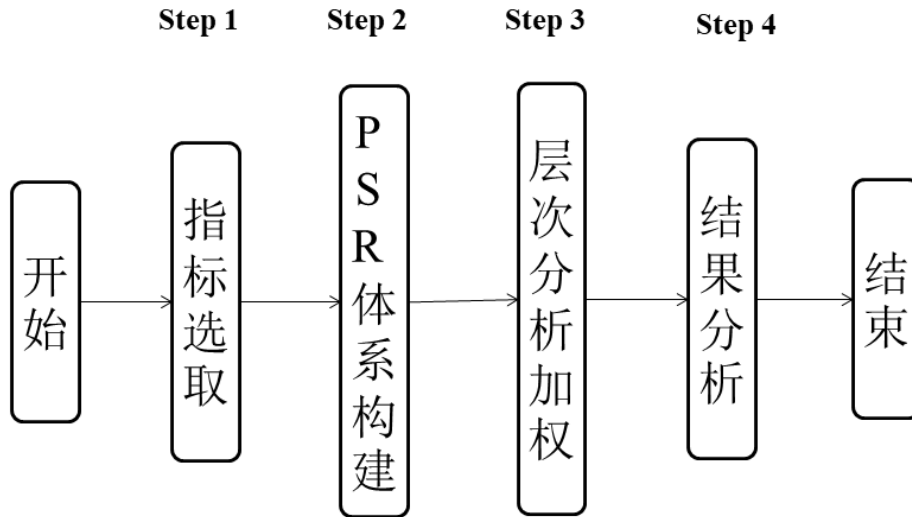 Step 1
Step 2
Step 3
Step 4
开始
指标选取
PSR体系构建
层次分析加权
结果分析
结束